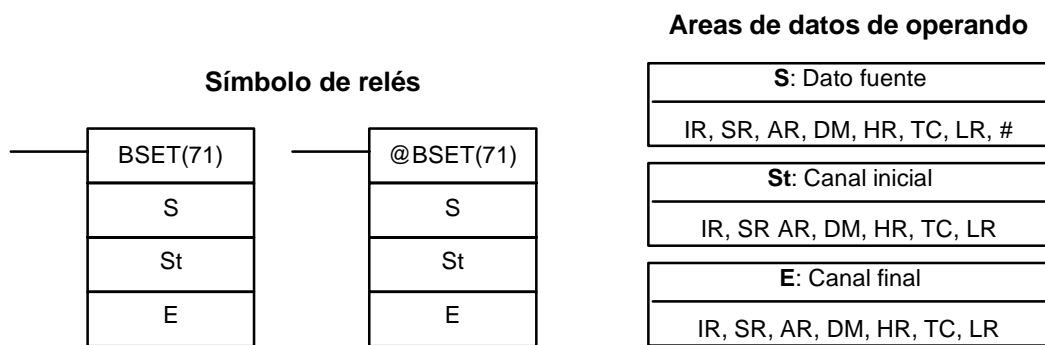 Areas de datos de operando
Símbolo de relés
BSET(71)
S
St
E
@BSET(71)
S
St
E
S: Dato fuente
IR, SR, AR, DM, HR, TC, LR, #
St: Canal inicial
IR, SR AR, DM, HR, TC, LR
E: Canal final
IR, SR, AR, DM, HR, TC, LR